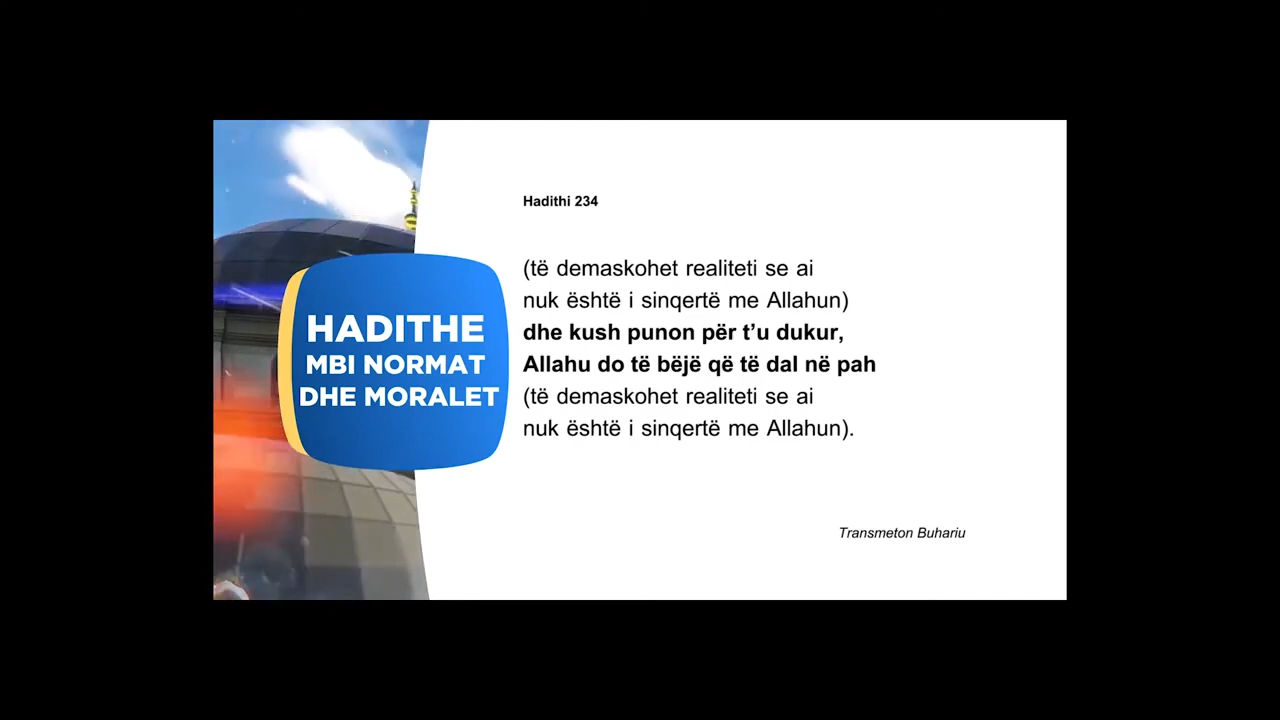 HADITHE
MBI NORMAT
DHE MORALET
Hadithi 234
(të demaskohet realiteti se ai
nuk është i sinqertë me Allahun)
dhe kush punon për t’u dukur,
Allahu do të bëjë që të dal në pah
(të demaskohet realiteti se ai
nuk është i sinqertë me Allahun).
Transmeton Buhariu